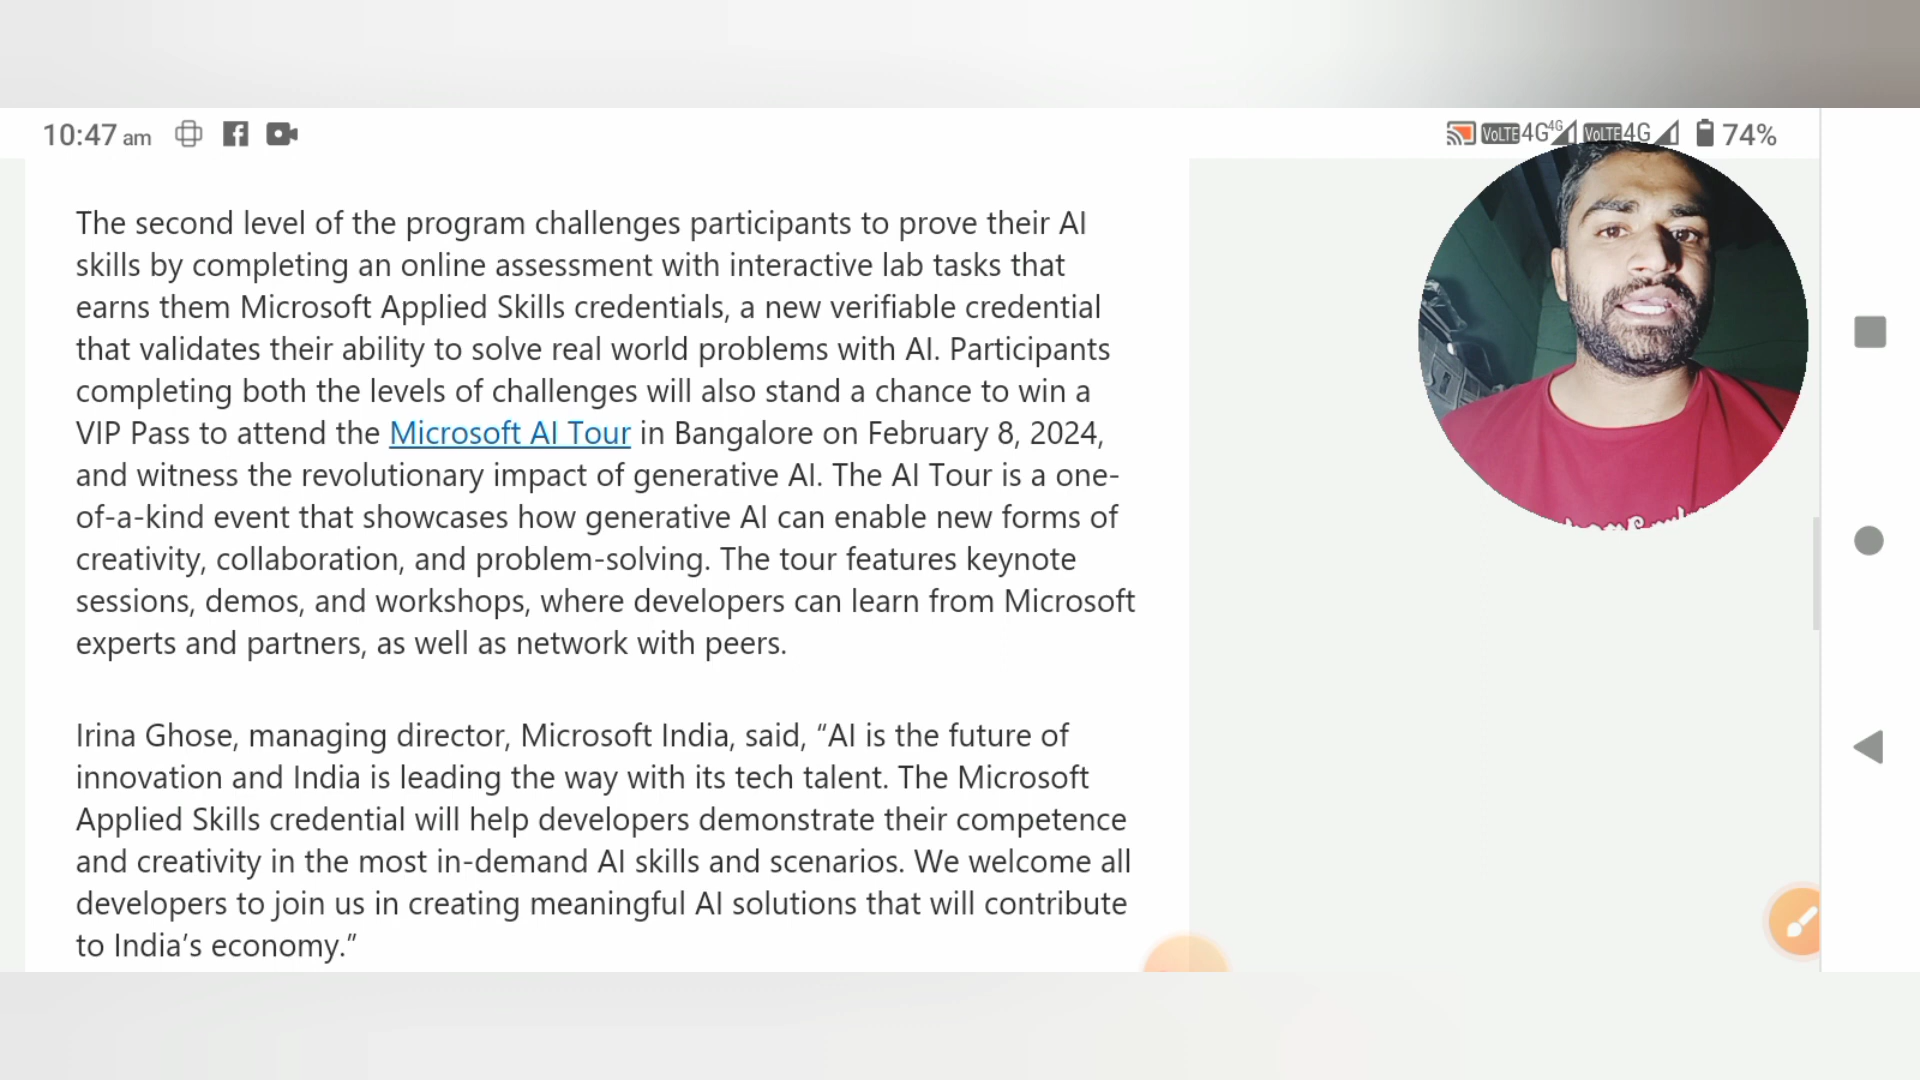 10:47 am
VoLTE 4G 4G VoLTE 4G 74%
The second level of the program challenges participants to prove their AI
skills by completing an online assessment with interactive lab tasks that
earns them Microsoft Applied Skills credentials, a new verifiable credential
that validates their ability to solve real world problems with AI. Participants
completing both the levels of challenges will also stand a chance to win a
VIP Pass to attend the Microsoft AI Tour in Bangalore on February 8, 2024,
and witness the revolutionary impact of generative AI. The AI Tour is a one-
of-a-kind event that showcases how generative AI can enable new forms of
creativity, collaboration, and problem-solving. The tour features keynote
sessions, demos, and workshops, where developers can learn from Microsoft
experts and partners, as well as network with peers.
Irina Ghose, managing director, Microsoft India, said, “AI is the future of
innovation and India is leading the way with its tech talent. The Microsoft
Applied Skills credential will help developers demonstrate their competence
and creativity in the most in-demand AI skills and scenarios. We welcome all
developers to join us in creating meaningful AI solutions that will contribute
to India’s economy.”